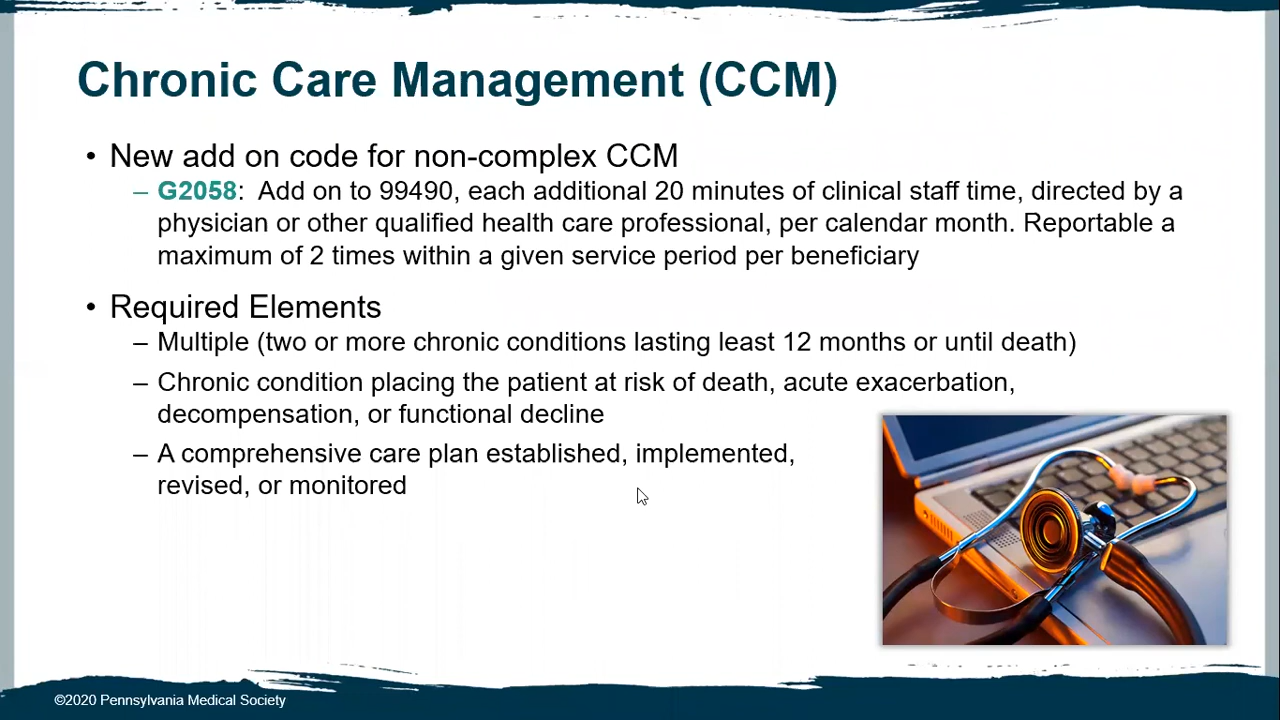 Chronic Care Management (CCM)
• New add on code for non-complex CCM
– G2058: Add on to 99490, each additional 20 minutes of clinical staff time, directed by a
physician or other qualified health care professional, per calendar month. Reportable a
maximum of 2 times within a given service period per beneficiary
• Required Elements
– Multiple (two or more chronic conditions lasting least 12 months or until death)
– Chronic condition placing the patient at risk of death, acute exacerbation,
decompensation, or functional decline
– A comprehensive care plan established, implemented,
revised, or monitored
©2020 Pennsylvania Medical Society